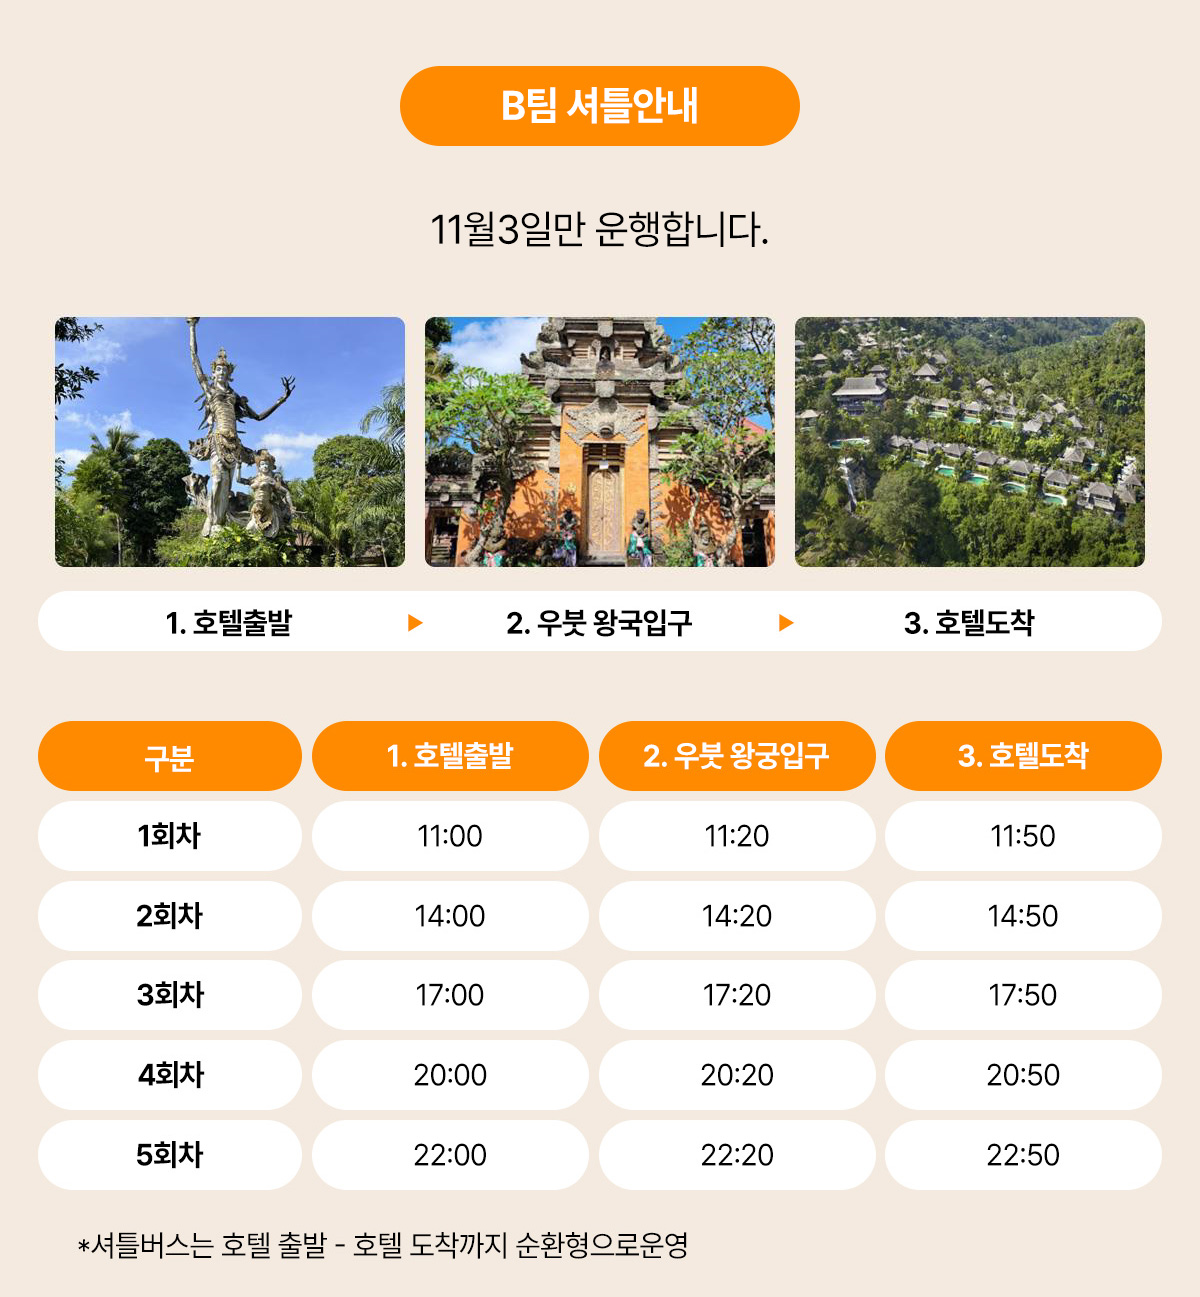 B팀 셔틀안내
11월3일만 운행합니다.
1. 호텔출발 ▶ 2. 우붓 왕국입구 ▶ 3. 호텔도착
구분 1. 호텔출발 2. 우붓 왕궁입구 3. 호텔도착
1회차 11:00 11:20 11:50
2회차 14:00 14:20 14:50
3회차 17:00 17:20 17:50
4회차 20:00 20:20 20:50
5회차 22:00 22:20 22:50
*셔틀버스는 호텔 출발 - 호텔 도착까지 순환형으로운영